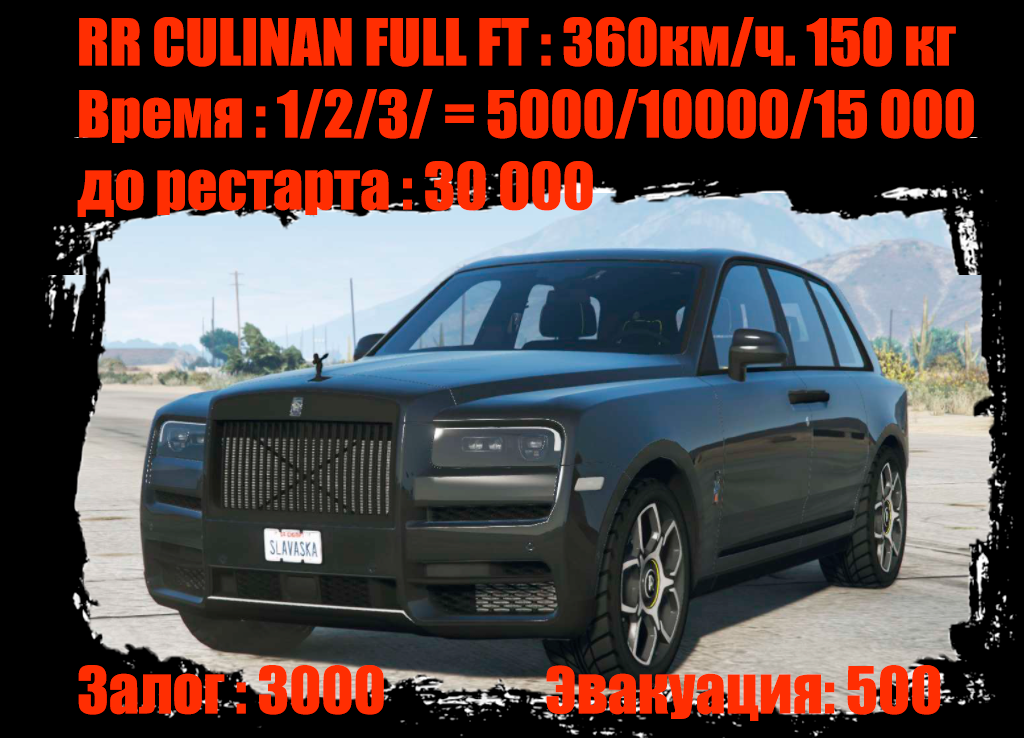 RR CULINAN FULL FT : 360км/ч. 150 кг
Время : 1/2/3/ = 5000/10000/15 000
до рестарта : 30 000
SLAVASKA
Залог : 3000
Эвакуация: 500